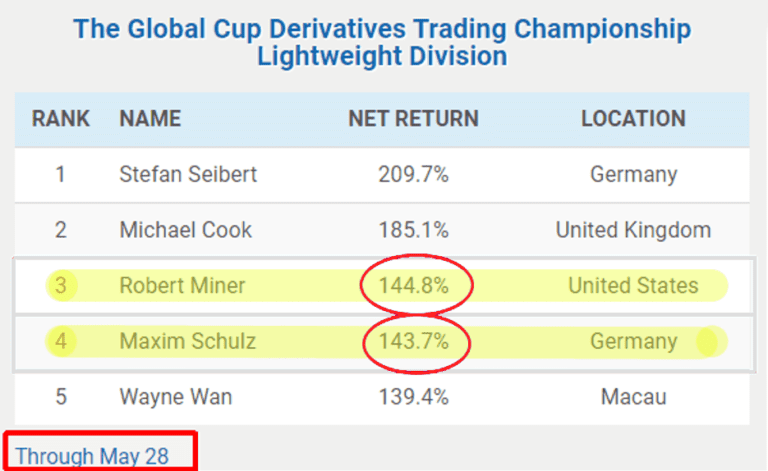 The Global Cup Derivatives Trading Championship
Lightweight Division
RANK NAME NET RETURN LOCATION
1 Stefan Seibert 209.7% Germany
2 Michael Cook 185.1% United Kingdom
3 Robert Miner 144.8% United States
4 Maxim Schulz 143.7% Germany
5 Wayne Wan 139.4% Macau
Through May 28